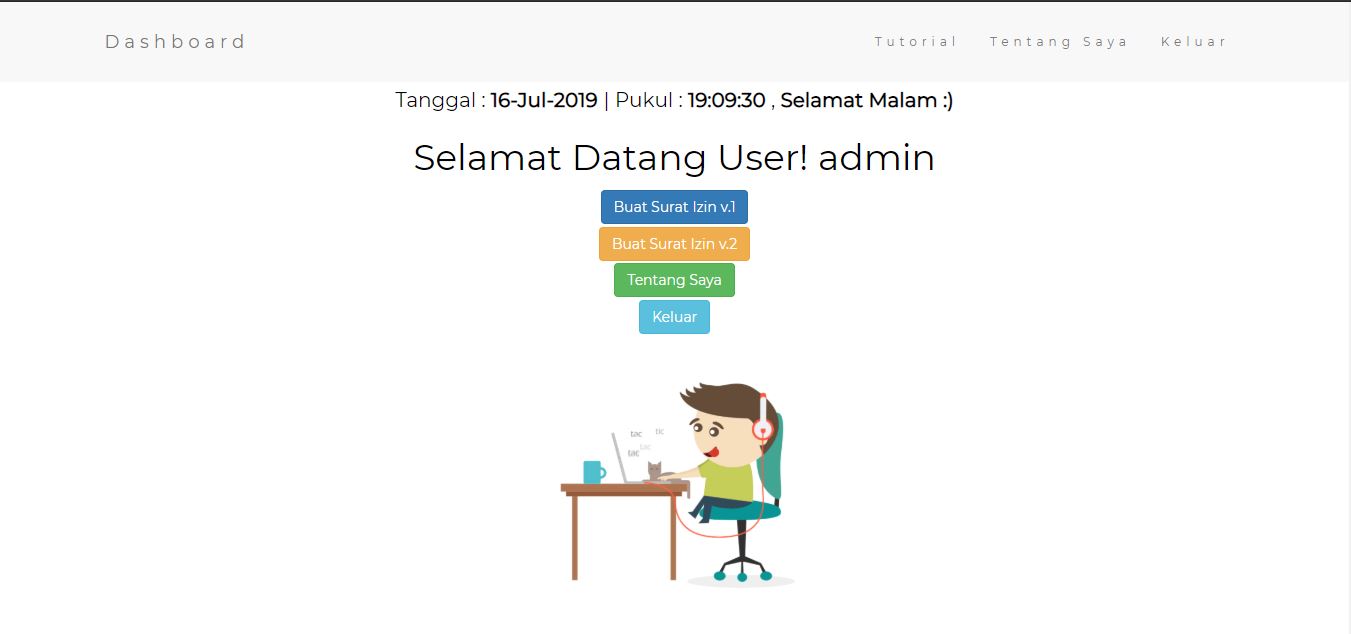 Dashboard
Tutorial Tentang Saya Keluar
Tanggal : 16-Jul-2019 | Pukul : 19:09:30 , Selamat Malam :)
Selamat Datang User! admin
Buat Surat Izin v.1
Buat Surat Izin v.2
Tentang Saya
Keluar
tac tic
tac
tac